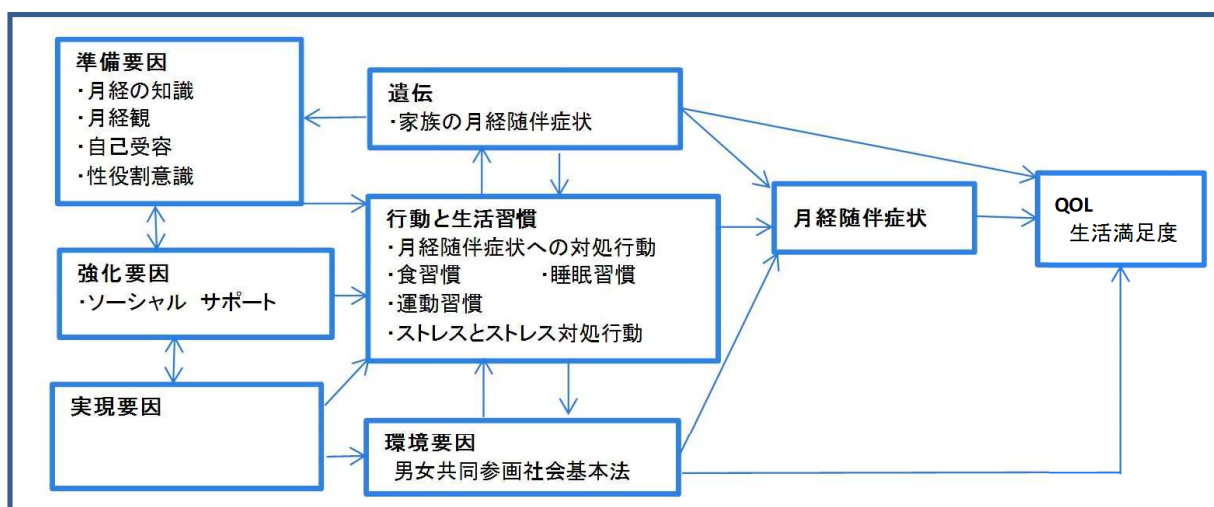 準備要因
・月経の知識
・月経観
・自己受容
・性役割意識
強化要因
・ソーシャル サポート
実現要因
遺伝
・家族の月経随伴症状
行動と生活習慣
・月経随伴症状への対処行動
・食習慣 ・睡眠習慣
・運動習慣
・ストレスとストレス対処行動
環境要因
男女共同参画社会基本法
月経随伴症状
QOL
生活満足度